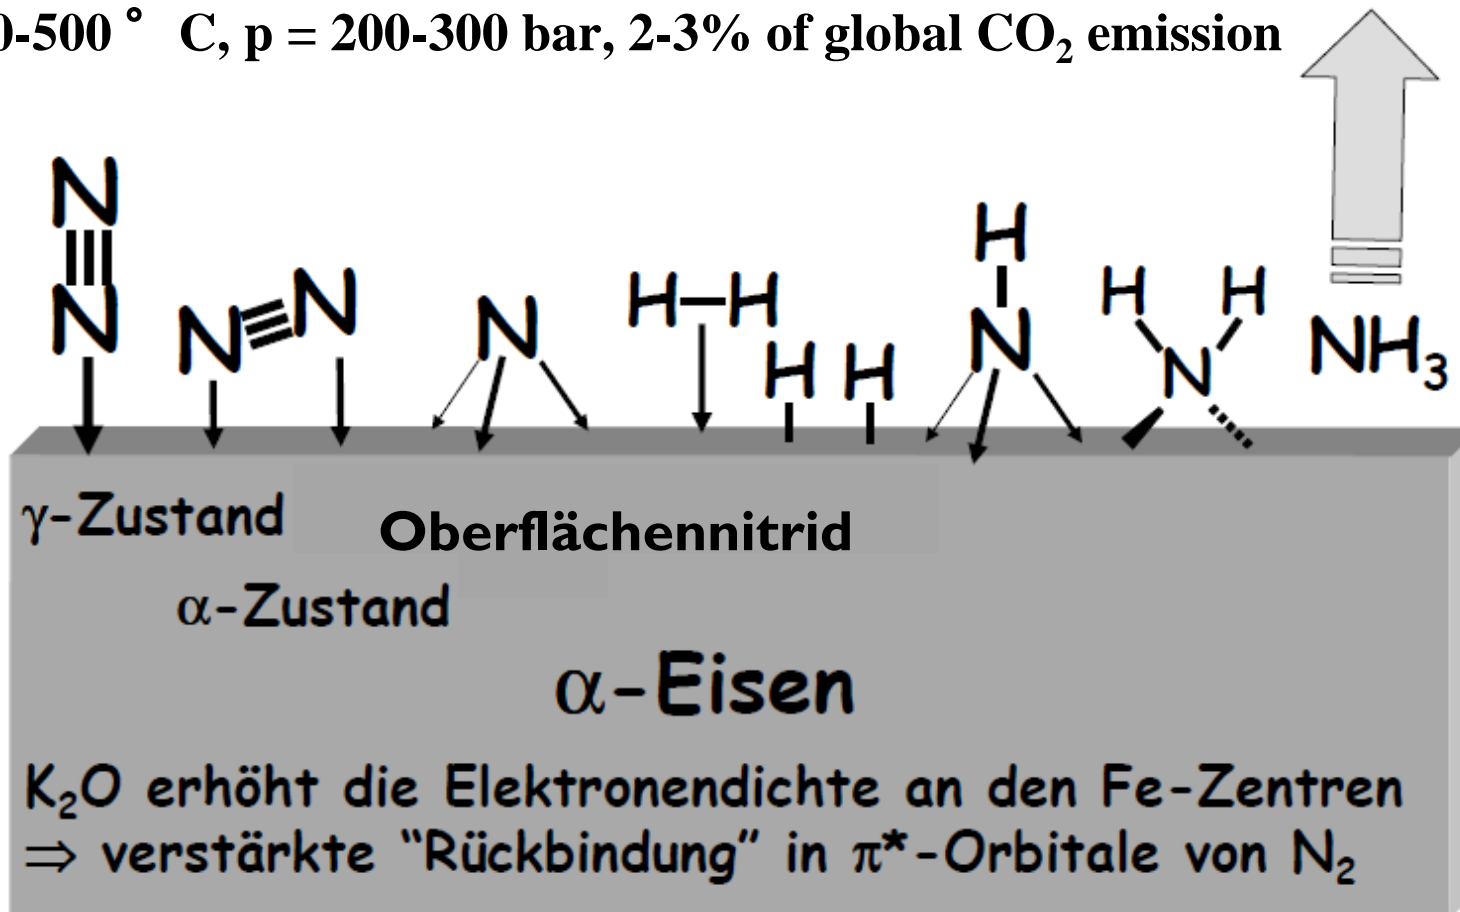 0-500 ° C, p = 200-300 bar, 2-3% of global CO₂ emission
N
≡
N
N≡N
N
H–H
H H
H
N
H H
N
NH₃
γ-Zustand
Oberflächennitrid
α-Zustand
α-Eisen
K₂O erhöht die Elektronendichte an den Fe-Zentren
⇒ verstärkte “Rückbindung” in π*-Orbitale von N₂